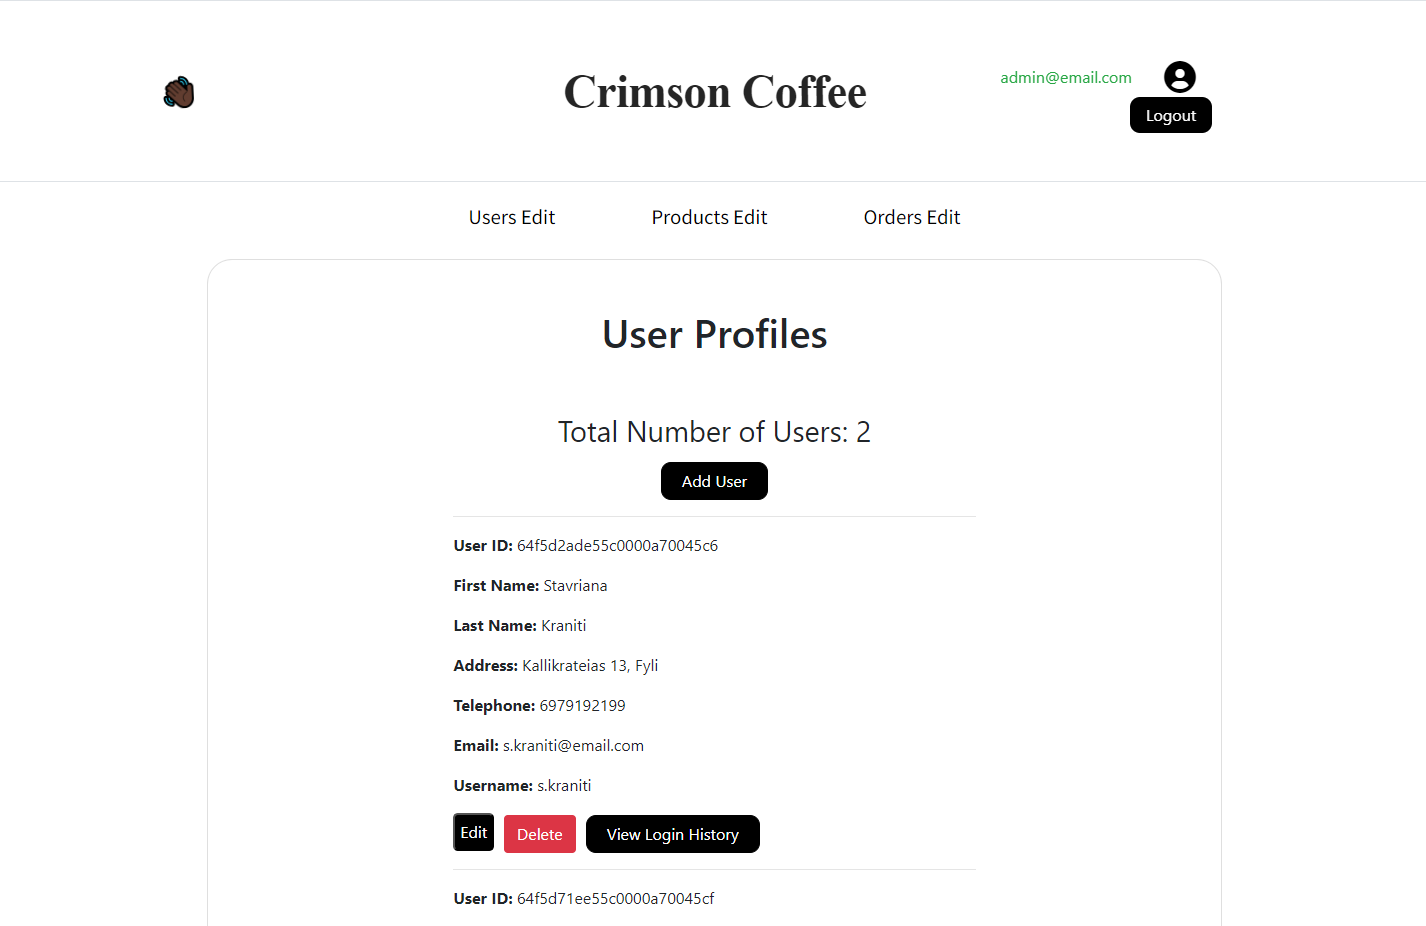 Crimson Coffee
admin@email.com
Logout
Users Edit Products Edit Orders Edit
User Profiles
Total Number of Users: 2
Add User
User ID: 64f5d2ade55c0000a70045c6
First Name: Stavriana
Last Name: Kraniti
Address: Kallikrateias 13, Fyli
Telephone: 6979192199
Email: s.kraniti@email.com
Username: s.kraniti
Edit Delete View Login History
User ID: 64f5d71ee55c0000a70045cf